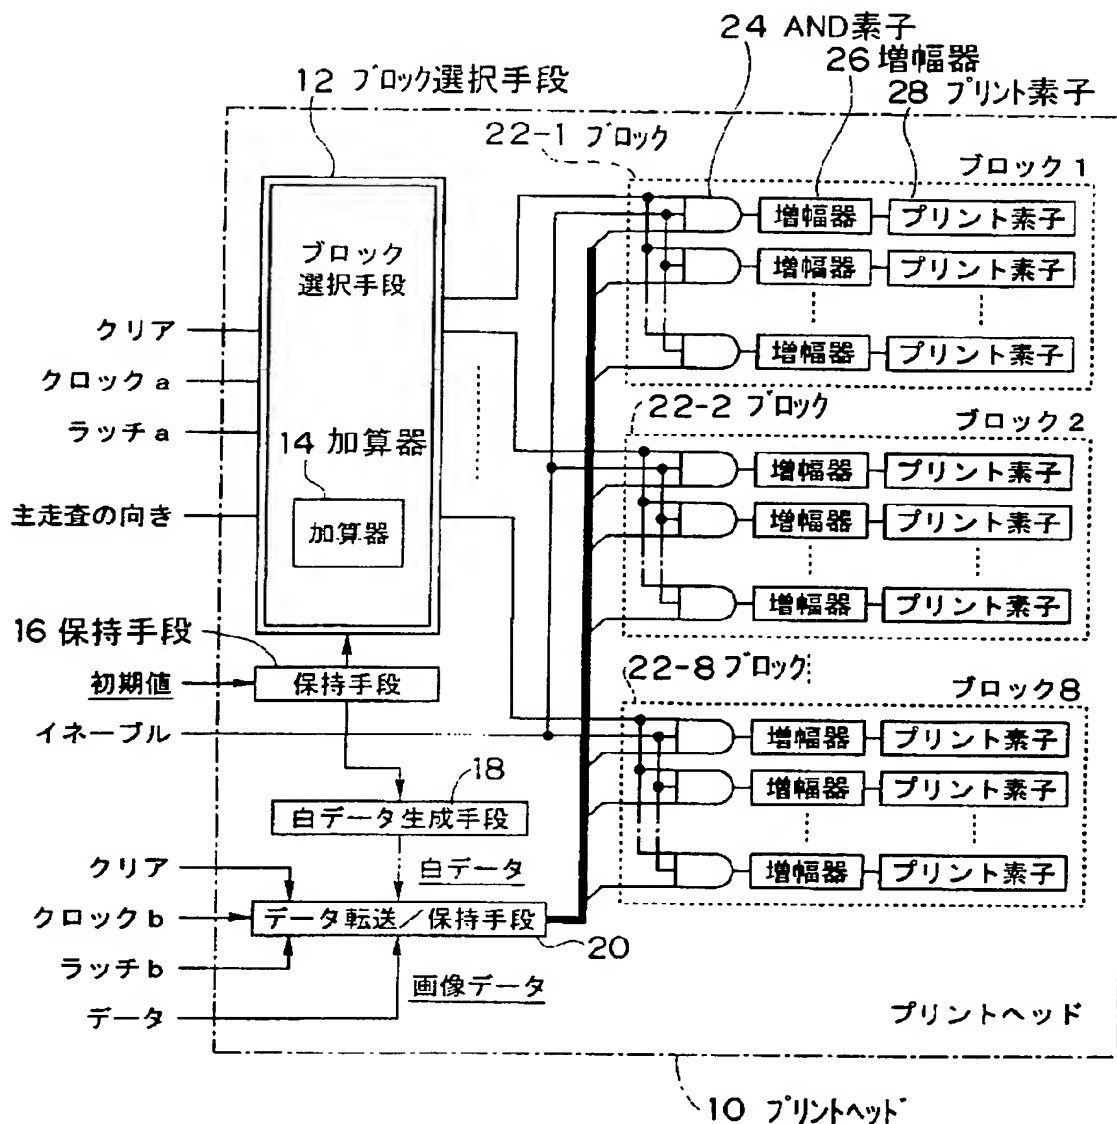 24 AND素子
26 増幅器
28 プリント素子
12 ブロック選択手段
22-1 ブロック
ブロック1
増幅器 プリント素子
増幅器 プリント素子
増幅器 プリント素子
ブロック
選択手段
クリア
クロックa
ラッチa
主走査の向き
14 加算器
加算器
22-2 ブロック
ブロック2
増幅器 プリント素子
増幅器 プリント素子
増幅器 プリント素子
16 保持手段
初期値
保持手段
イネーブル
22-8 ブロック
ブロック8
増幅器 プリント素子
増幅器 プリント素子
増幅器 プリント素子
18
白データ生成手段
白データ
クリア
クロックb
データ転送/保持手段
20
ラッチb
画像データ
データ
プリントヘッド
10 プリントヘッド